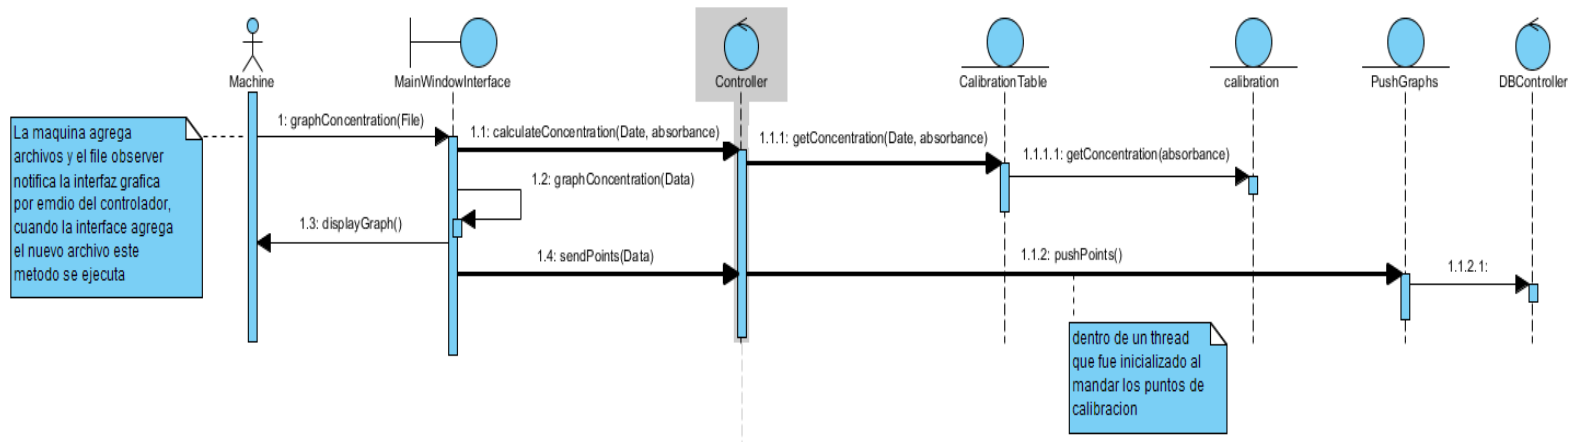 Machine
MainWindowInterface
Controller
CalibrationTable
calibration
PushGraphs
DBController
La maquina agrega
archivos y el file observer
notifica la interfaz grafica
por emdio del controlador,
cuando la interface agrega
el nuevo archivo este
metodo se ejecuta
1: graphConcentration(File)
1.1: calculateConcentration(Date, absorbance)
1.1.1: getConcentration(Date, absorbance)
1.1.1.1: getConcentration(absorbance)
1.2: graphConcentration(Data)
1.3: displayGraph()
1.4: sendPoints(Data)
1.1.2: pushPoints()
1.1.2.1:
dentro de un thread
que fue inicializado al
mandar los puntos de
calibracion